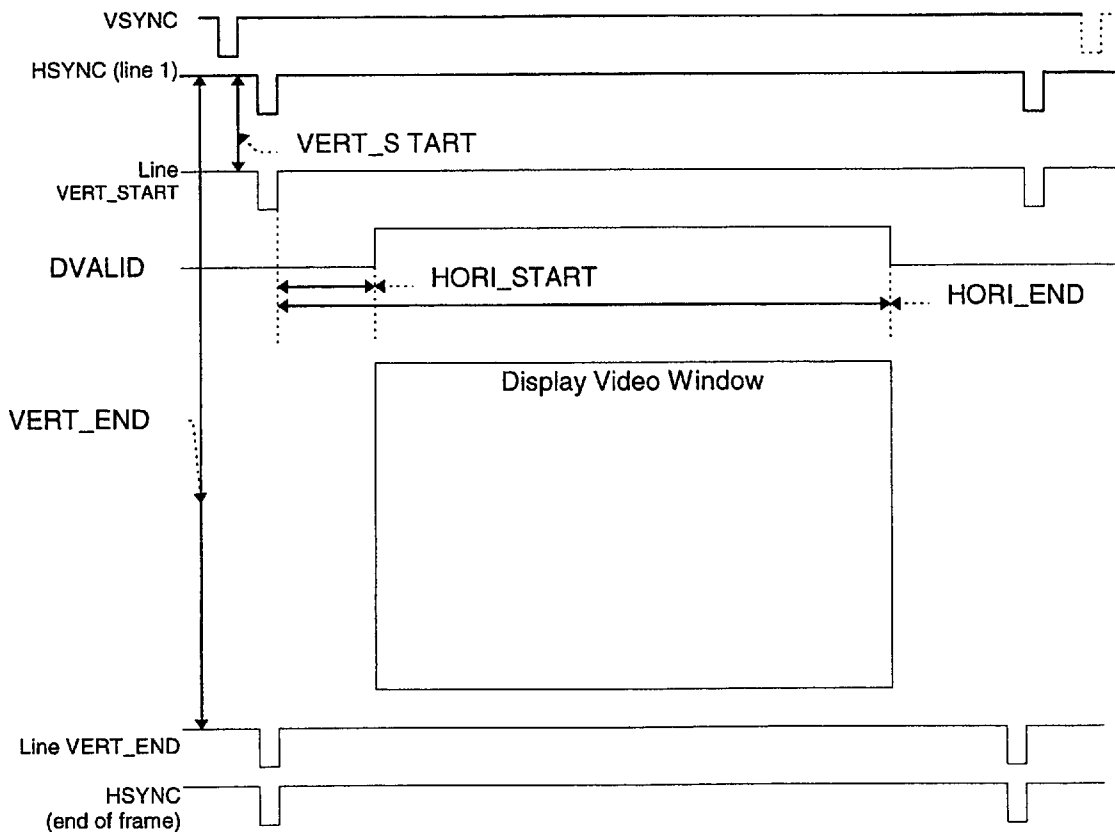 VSYNC
HSYNC (line 1)
VERT_S TART
Line
VERT_START
DVALID
HORI_START
HORI_END
Display Video Window
VERT_END
Line VERT_END
HSYNC
(end of frame)